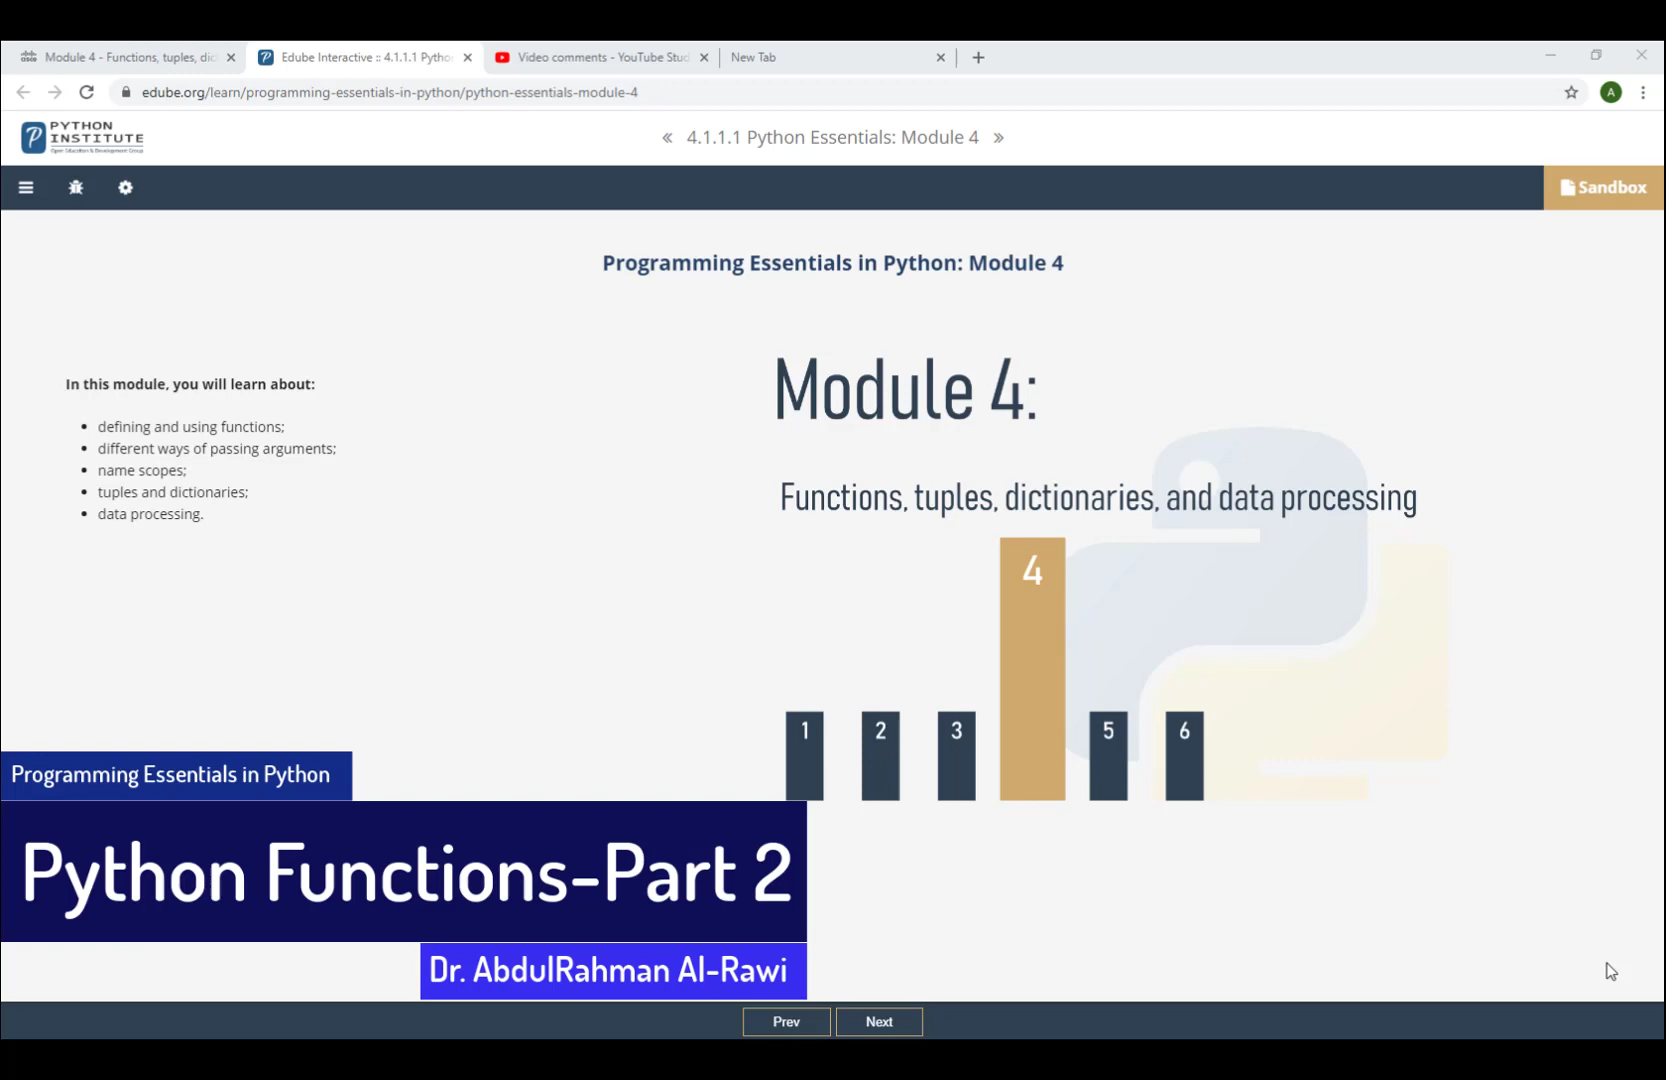 Module 4 - Functions, tuples, dic
Edube Interactive :: 4.1.1.1 Pytho
Video comments - YouTube Stud
New Tab
edube.org/learn/programming-essentials-in-python/python-essentials-module-4
A
PYTHON
INSTITUTE
Open Education & Development Group
« 4.1.1.1 Python Essentials: Module 4 »
Sandbox
Programming Essentials in Python: Module 4
In this module, you will learn about:
• defining and using functions;
• different ways of passing arguments;
• name scopes;
• tuples and dictionaries;
• data processing.
Module 4:
Functions, tuples, dictionaries, and data processing
4
1 2 3 5 6
Programming Essentials in Python
Python Functions-Part 2
Dr. AbdulRahman Al-Rawi
Prev Next